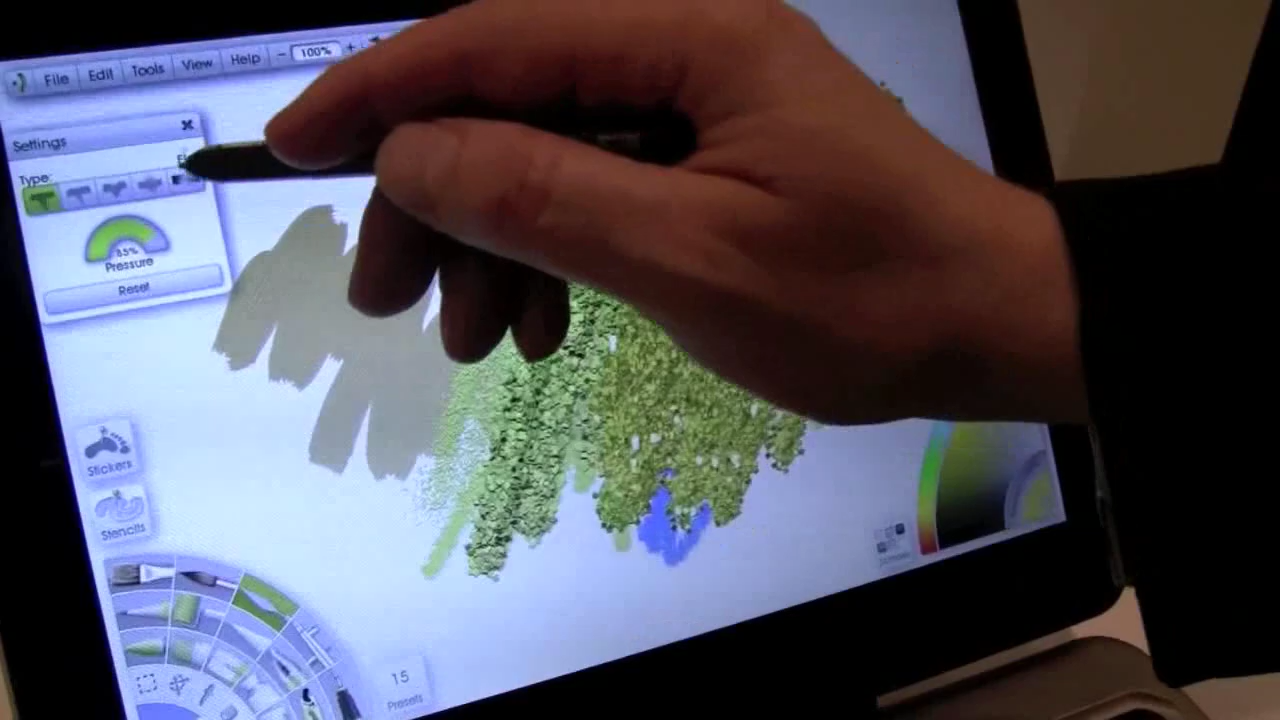 File Edit Tools View Help − 100% +
Settings
Type:
85%
Pressure
Reset
Stickers
Stencils
15
Presets